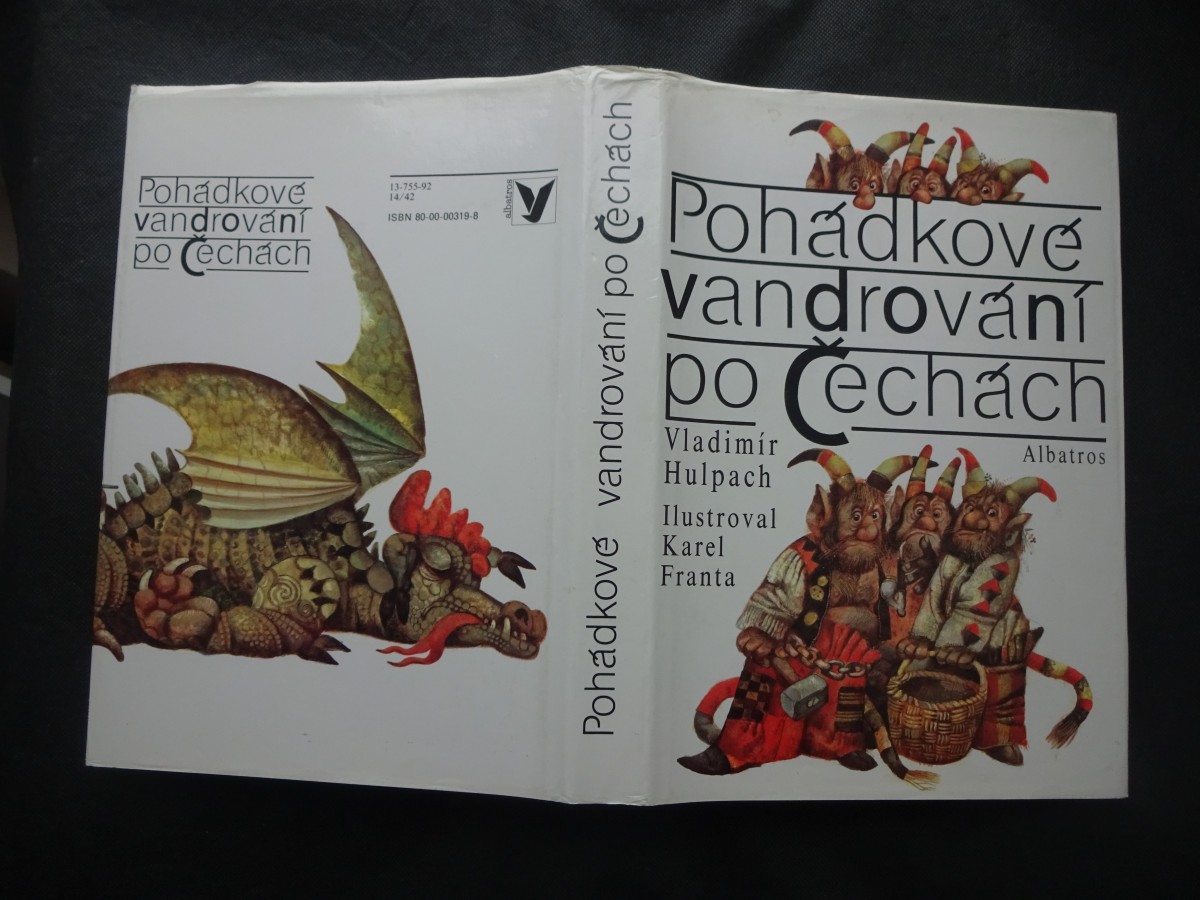 Pohádkové
vandrování
po Čechách
13-755-92
14/42
ISBN 80-00-00319-8
albatros
Pohádkové vandrování po Čechách
Pohádkové
vandrování
po Čechách
Vladimír
Hulpach
Albatros
Ilustroval
Karel
Franta